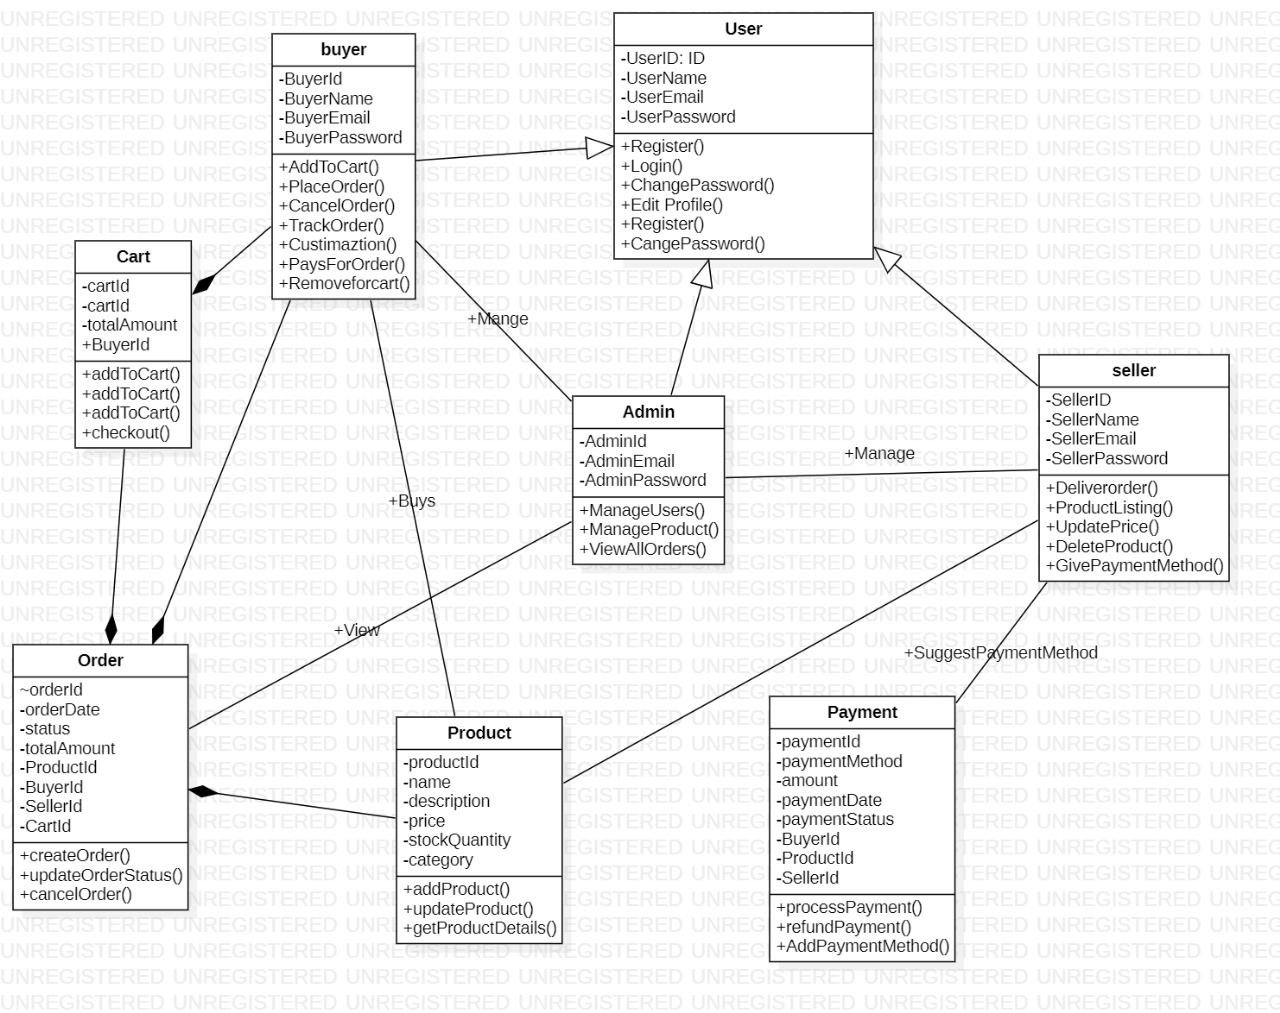 buyer
-BuyerId
-BuyerName
-BuyerEmail
-BuyerPassword
+AddToCart()
+PlaceOrder()
+CancelOrder()
+TrackOrder()
+Custimaztion()
+PaysForOrder()
+Removeforcart()
User
-UserID: ID
-UserName
-UserEmail
-UserPassword
+Register()
+Login()
+ChangePassword()
+Edit Profile()
+Register()
+CangePassword()
Cart
-cartId
-cartId
-totalAmount
+BuyerId
+addToCart()
+addToCart()
+addToCart()
+checkout()
+Mange
Admin
-AdminId
-AdminEmail
-AdminPassword
+ManageUsers()
+ManageProduct()
+ViewAllOrders()
+Manage
seller
-SellerID
-SellerName
-SellerEmail
-SellerPassword
+Deliverorder()
+ProductListing()
+UpdatePrice()
+DeleteProduct()
+GivePaymentMethod()
+Buys
+View
+SuggestPaymentMethod
Order
~orderId
-orderDate
-status
-totalAmount
-ProductId
-BuyerId
-SellerId
-CartId
+createOrder()
+updateOrderStatus()
+cancelOrder()
Product
-productId
-name
-description
-price
-stockQuantity
-category
+addProduct()
+updateProduct()
+getProductDetails()
Payment
-paymentId
-paymentMethod
-amount
-paymentDate
-paymentStatus
-BuyerId
-ProductId
-SellerId
+processPayment()
+refundPayment()
+AddPaymentMethod()
UNREGISTERED